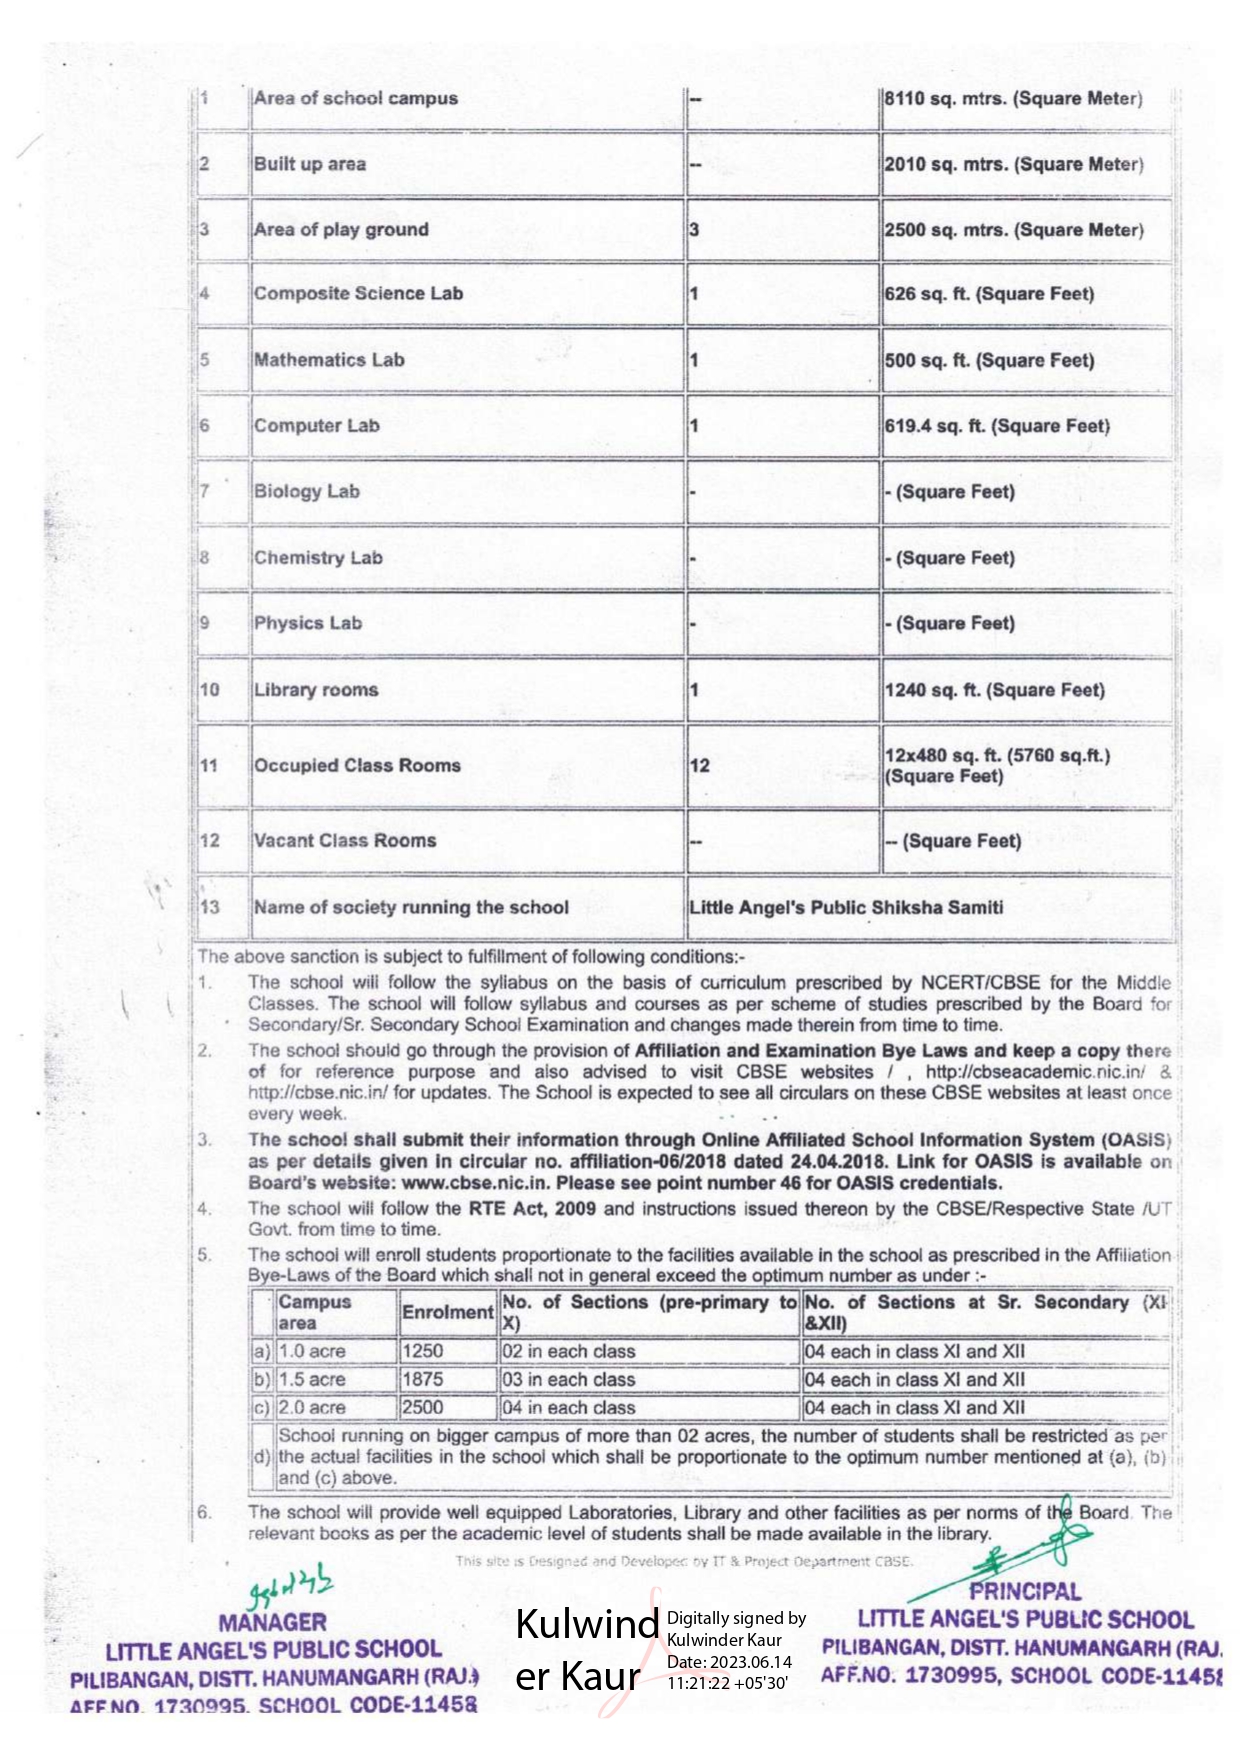 1 Area of school campus -- 8110 sq. mtrs. (Square Meter)
2 Built up area -- 2010 sq. mtrs. (Square Meter)
3 Area of play ground 3 2500 sq. mtrs. (Square Meter)
4 Composite Science Lab 1 626 sq. ft. (Square Feet)
5 Mathematics Lab 1 500 sq. ft. (Square Feet)
6 Computer Lab 1 619.4 sq. ft. (Square Feet)
7 Biology Lab - - (Square Feet)
8 Chemistry Lab - - (Square Feet)
9 Physics Lab - - (Square Feet)
10 Library rooms 1 1240 sq. ft. (Square Feet)
11 Occupied Class Rooms 12 12x480 sq. ft. (5760 sq.ft.)
(Square Feet)
12 Vacant Class Rooms -- -- (Square Feet)
13 Name of society running the school Little Angel's Public Shiksha Samiti
The above sanction is subject to fulfillment of following conditions:-
1. The school will follow the syllabus on the basis of curriculum prescribed by NCERT/CBSE for the Middle
Classes. The school will follow syllabus and courses as per scheme of studies prescribed by the Board for
Secondary/Sr. Secondary School Examination and changes made therein from time to time.
2. The school should go through the provision of Affiliation and Examination Bye Laws and keep a copy there
of for reference purpose and also advised to visit CBSE websites / , http://cbseacademic.nic.in/ &
http://cbse.nic.in/ for updates. The School is expected to see all circulars on these CBSE websites at least once
every week.
3. The school shall submit their information through Online Affiliated School Information System (OASIS)
as per details given in circular no. affiliation-06/2018 dated 24.04.2018. Link for OASIS is available on
Board's website: www.cbse.nic.in. Please see point number 46 for OASIS credentials.
4. The school will follow the RTE Act, 2009 and instructions issued thereon by the CBSE/Respective State /UT
Govt. from time to time.
5. The school will enroll students proportionate to the facilities available in the school as prescribed in the Affiliation
Bye-Laws of the Board which shall not in general exceed the optimum number as under :-
Campus area Enrolment No. of Sections (pre-primary to X) No. of Sections at Sr. Secondary (XI &XII)
a) 1.0 acre 1250 02 in each class 04 each in class XI and XII
b) 1.5 acre 1875 03 in each class 04 each in class XI and XII
c) 2.0 acre 2500 04 in each class 04 each in class XI and XII
School running on bigger campus of more than 02 acres, the number of students shall be restricted as per
d) the actual facilities in the school which shall be proportionate to the optimum number mentioned at (a), (b)
and (c) above.
6. The school will provide well equipped Laboratories, Library and other facilities as per norms of the Board. The
relevant books as per the academic level of students shall be made available in the library.
This site is Designed and Developed by IT & Project Department CBSE.
MANAGER
LITTLE ANGEL'S PUBLIC SCHOOL
PILIBANGAN, DISTT. HANUMANGARH (RAJ.)
AFF.NO. 1730995, SCHOOL CODE-11458
Kulwind
er Kaur
Digitally signed by
Kulwinder Kaur
Date: 2023.06.14
11:21:22 +05'30'
PRINCIPAL
LITTLE ANGEL'S PUBLIC SCHOOL
PILIBANGAN, DISTT. HANUMANGARH (RAJ.
AFF.NO. 1730995, SCHOOL CODE-11458